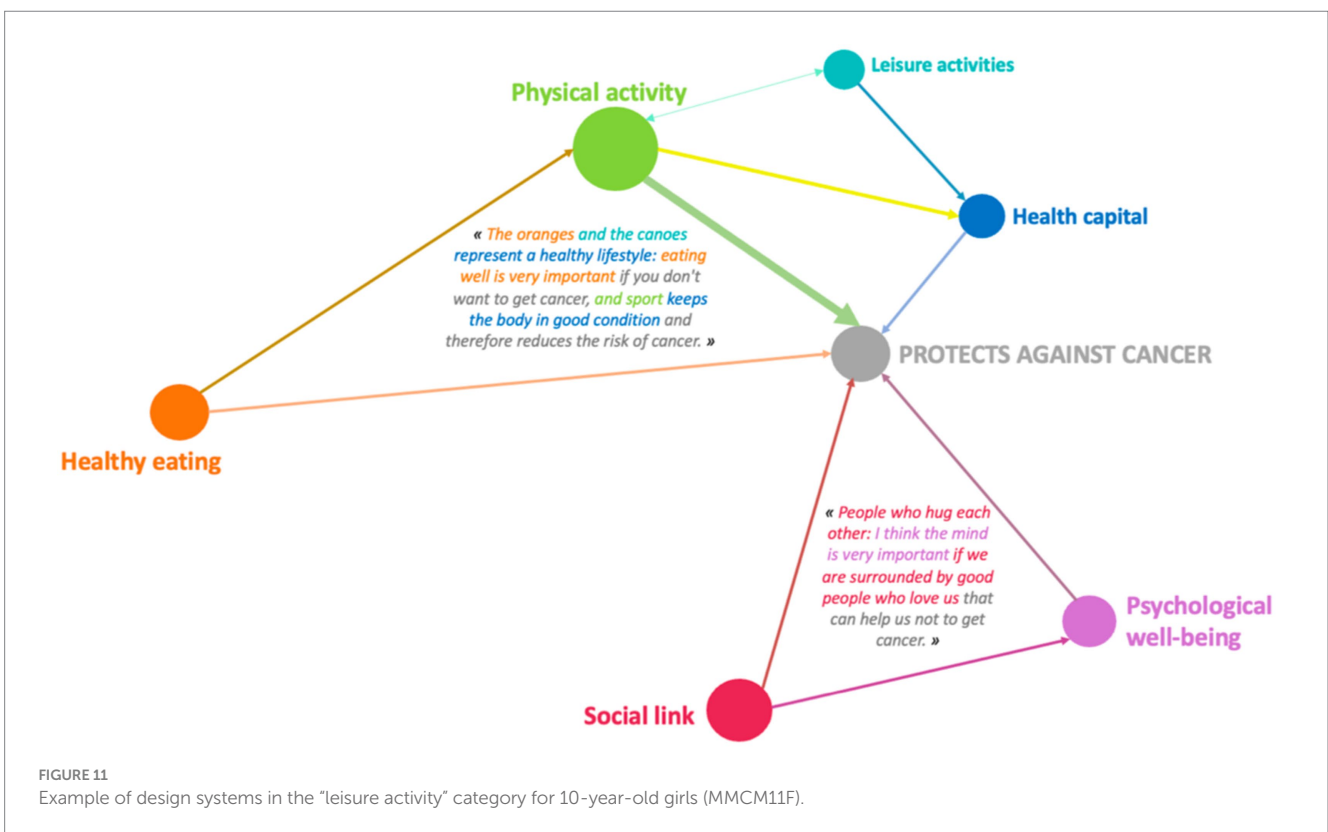 Leisure activities
Physical activity
Health capital
« The oranges and the canoes
represent a healthy lifestyle: eating
well is very important if you don't
want to get cancer, and sport keeps
the body in good condition and
therefore reduces the risk of cancer. »
PROTECTS AGAINST CANCER
Healthy eating
« People who hug each
other: I think the mind
is very important if we
are surrounded by good
people who love us that
can help us not to get
cancer. »
Psychological
well-being
Social link
FIGURE 11
Example of design systems in the “leisure activity” category for 10-year-old girls (MMCM11F).